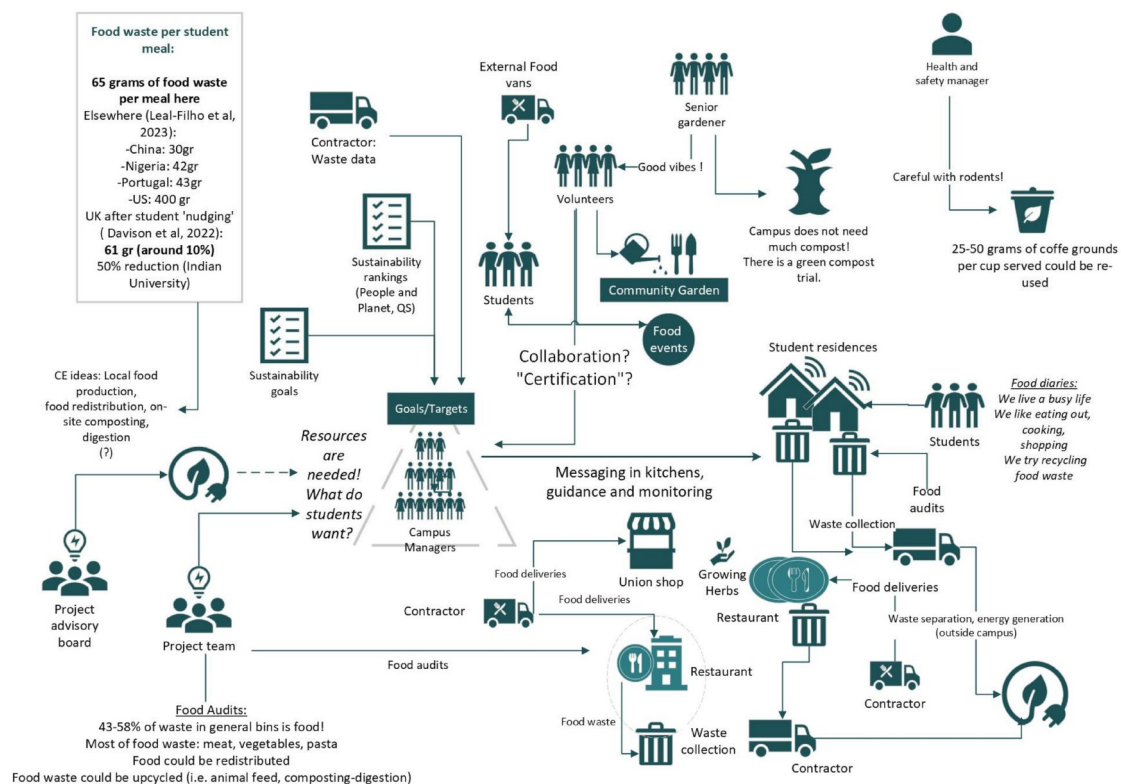 Food waste per student
meal:
65 grams of food waste
per meal here
Elsewhere (Leal-Filho et al,
2023):
-China: 30gr
-Nigeria: 42gr
-Portugal: 43gr
-US: 400 gr
UK after student 'nudging'
( Davison et al, 2022):
61 gr (around 10%)
50% reduction (Indian
University)
Contractor:
Waste data
External Food
vans
Senior
gardener
Health and
safety manager
Good vibes !
Volunteers
Careful with rodents!
Sustainability
rankings
(People and
Planet, QS)
Students
Community Garden
Campus does not need
much compost!
There is a green compost
trial.
25-50 grams of coffe grounds
per cup served could be re-
used
Food
events
Sustainability
goals
Collaboration?
"Certification"?
Student residences
CE ideas: Local food
production,
food redistribution, on-
site composting,
digestion
(?)
Goals/Targets
Food diaries:
We live a busy life
We like eating out,
cooking,
shopping
We try recycling
food waste
Students
Resources
are
needed!
What do
students
want?
Campus
Managers
Messaging in kitchens,
guidance and monitoring
Food
audits
Waste collection
Union shop
Growing
Herbs
Food deliveries
Food deliveries
Food deliveries
Contractor
Restaurant
Project
advisory
board
Project team
Waste separation, energy generation
(outside campus)
Food audits
Restaurant
Contractor
Food waste
Waste
collection
Contractor
Food Audits:
43-58% of waste in general bins is food!
Most of food waste: meat, vegetables, pasta
Food could be redistributed
Food waste could be upcycled (i.e. animal feed, composting-digestion)